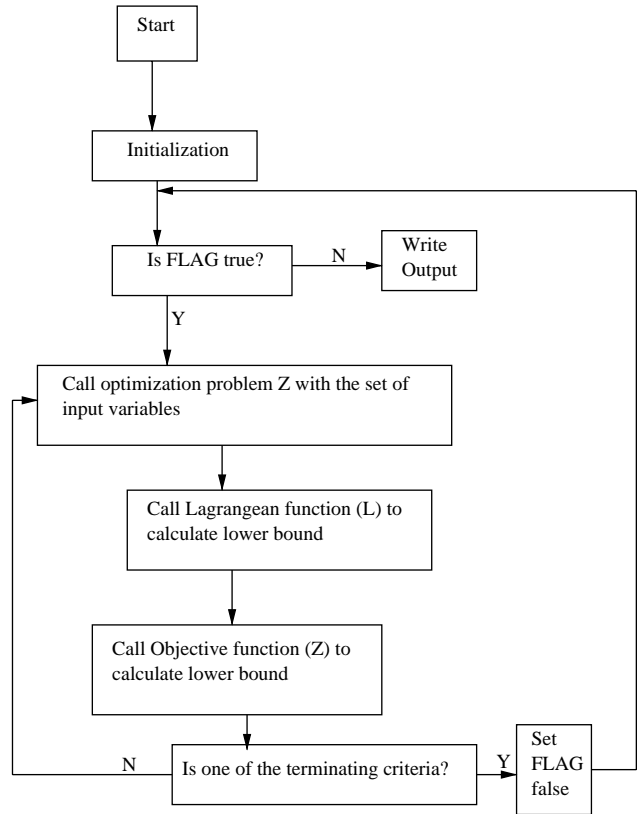 Start
Initialization
Is FLAG true?
N
Write
Output
Y
Call optimization problem Z with the set of
input variables
Call Lagrangean function (L) to
calculate lower bound
Call Objective function (Z) to
calculate lower bound
N
Is one of the terminating criteria?
Y
Set
FLAG
false